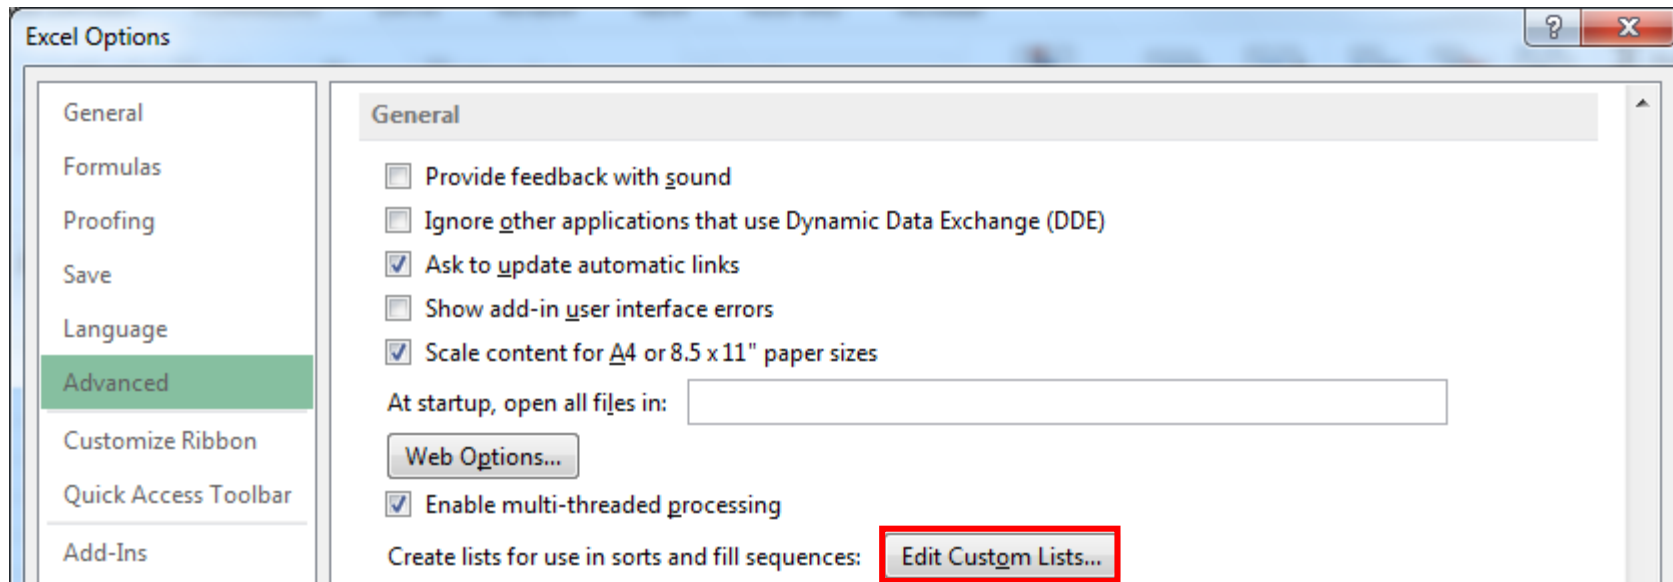 Excel Options
?
General
Formulas
Proofing
Save
Language
Advanced
Customize Ribbon
Quick Access Toolbar
Add-Ins
General
Provide feedback with sound
Ignore other applications that use Dynamic Data Exchange (DDE)
Ask to update automatic links
Show add-in user interface errors
Scale content for A4 or 8.5 x 11" paper sizes
At startup, open all files in:
Web Options...
Enable multi-threaded processing
Create lists for use in sorts and fill sequences: Edit Custom Lists...